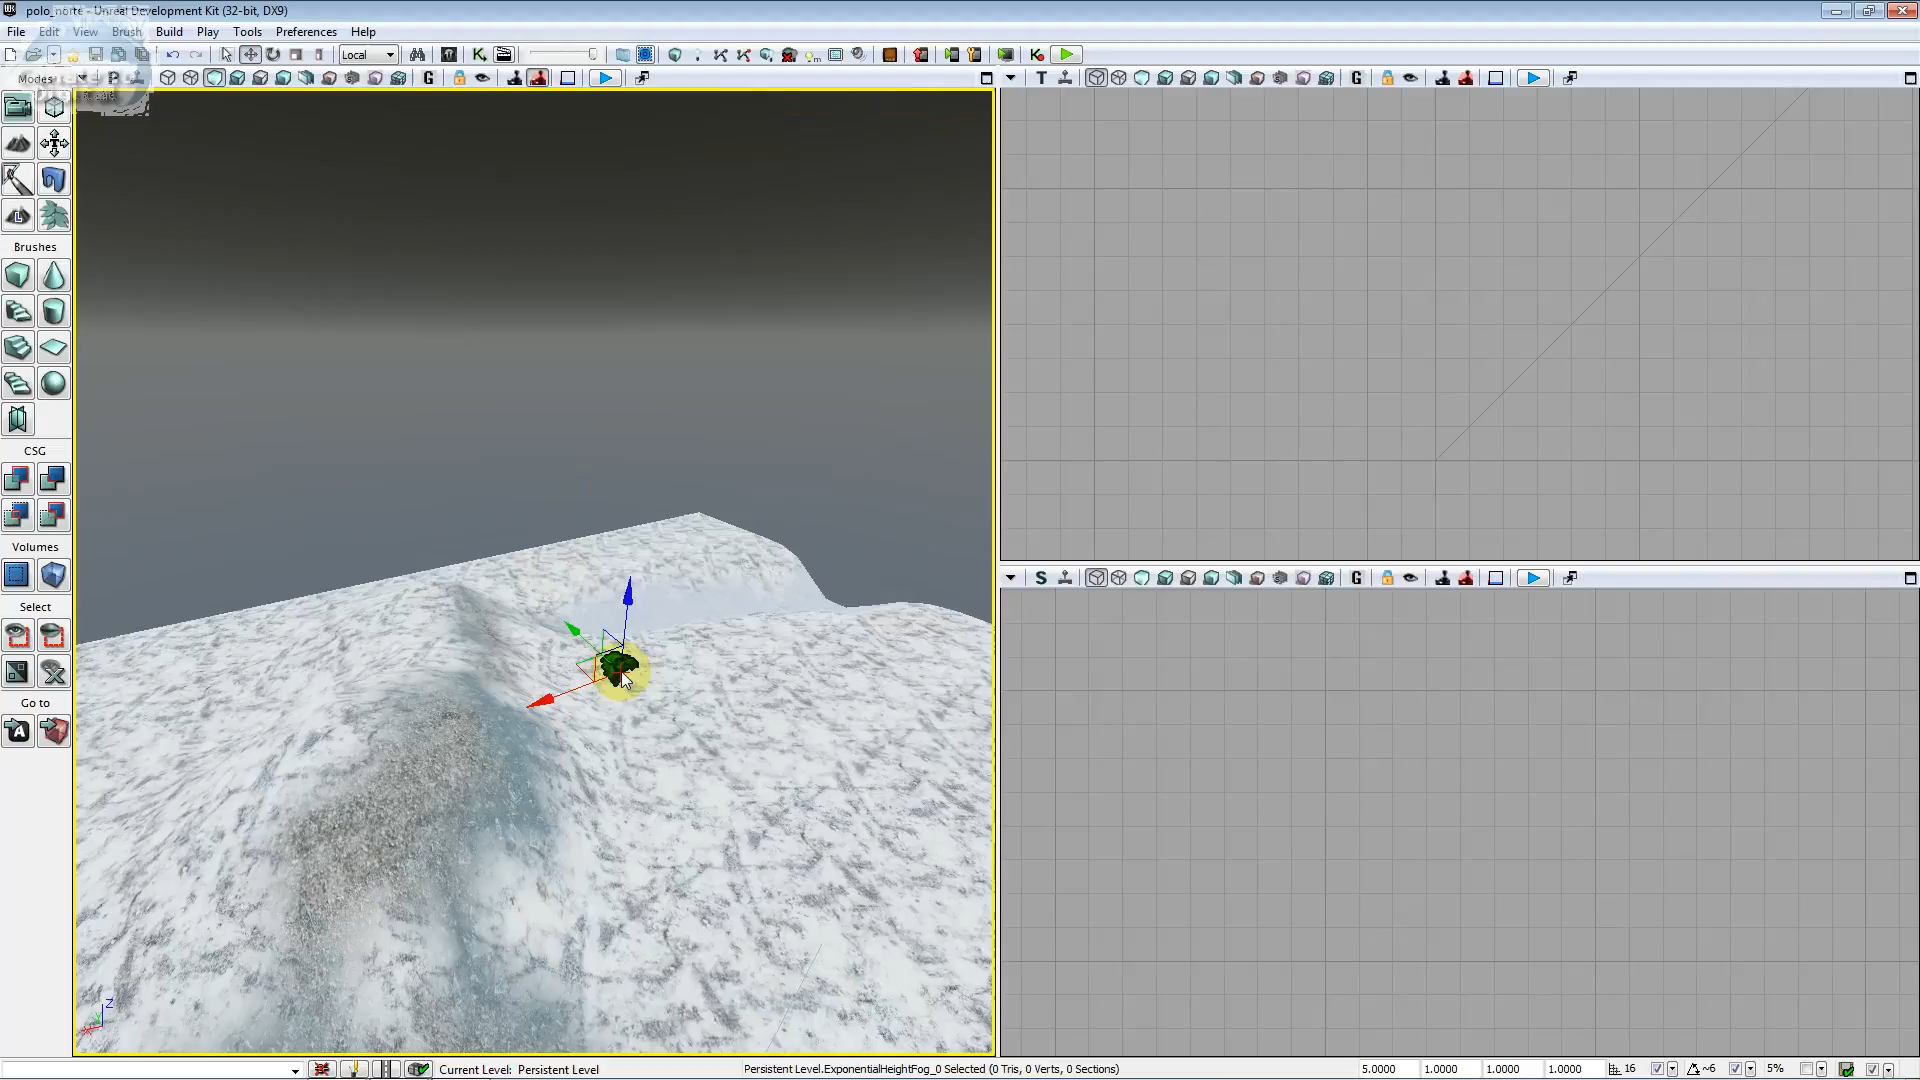 polo_norte - Unreal Development Kit (32-bit, DX9)
File Edit View Brush Build Play Tools Preferences Help
Local
Modes
P
G
T
G
Brushes
CSG
Volumes
Select
Go to
S
G
Z
Current Level: Persistent Level
Persistent Level.ExponentialHeightFog_0 Selected (0 Tris, 0 Verts, 0 Sections)
5.0000 1.0000 1.0000 1.0000 16 ~6 5%